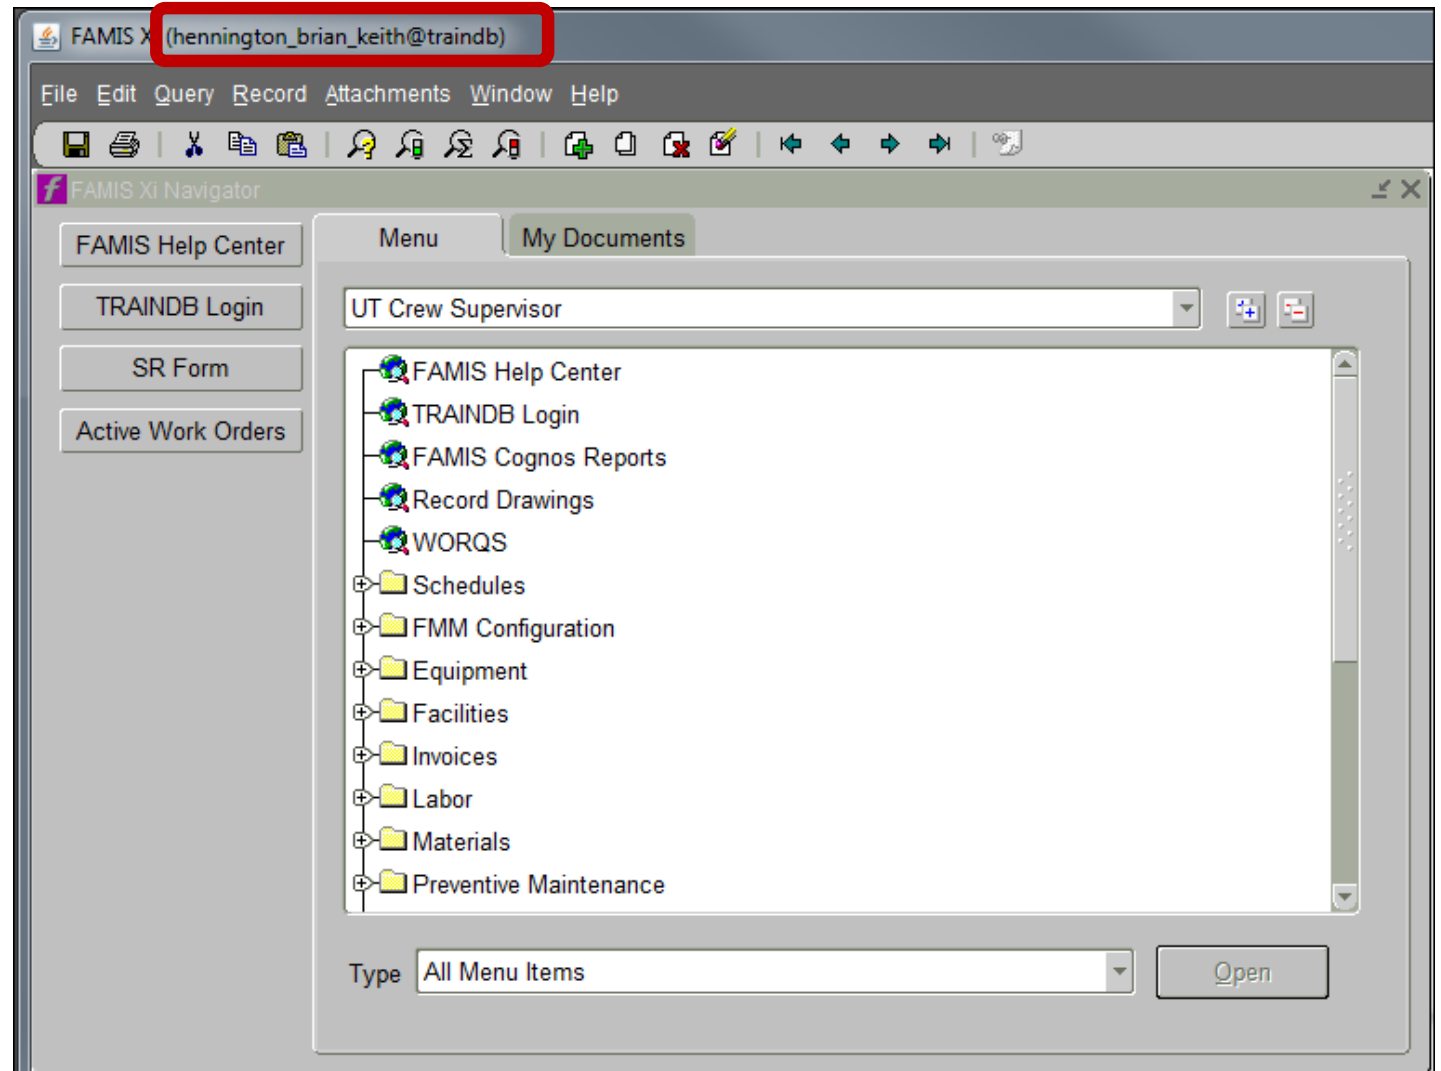 FAMIS X (hennington_brian_keith@traindb)
File Edit Query Record Attachments Window Help
FAMIS Xi Navigator
FAMIS Help Center
TRAINDB Login
SR Form
Active Work Orders
Menu My Documents
UT Crew Supervisor
FAMIS Help Center
TRAINDB Login
FAMIS Cognos Reports
Record Drawings
WORQS
Schedules
FMM Configuration
Equipment
Facilities
Invoices
Labor
Materials
Preventive Maintenance
Type All Menu Items Open